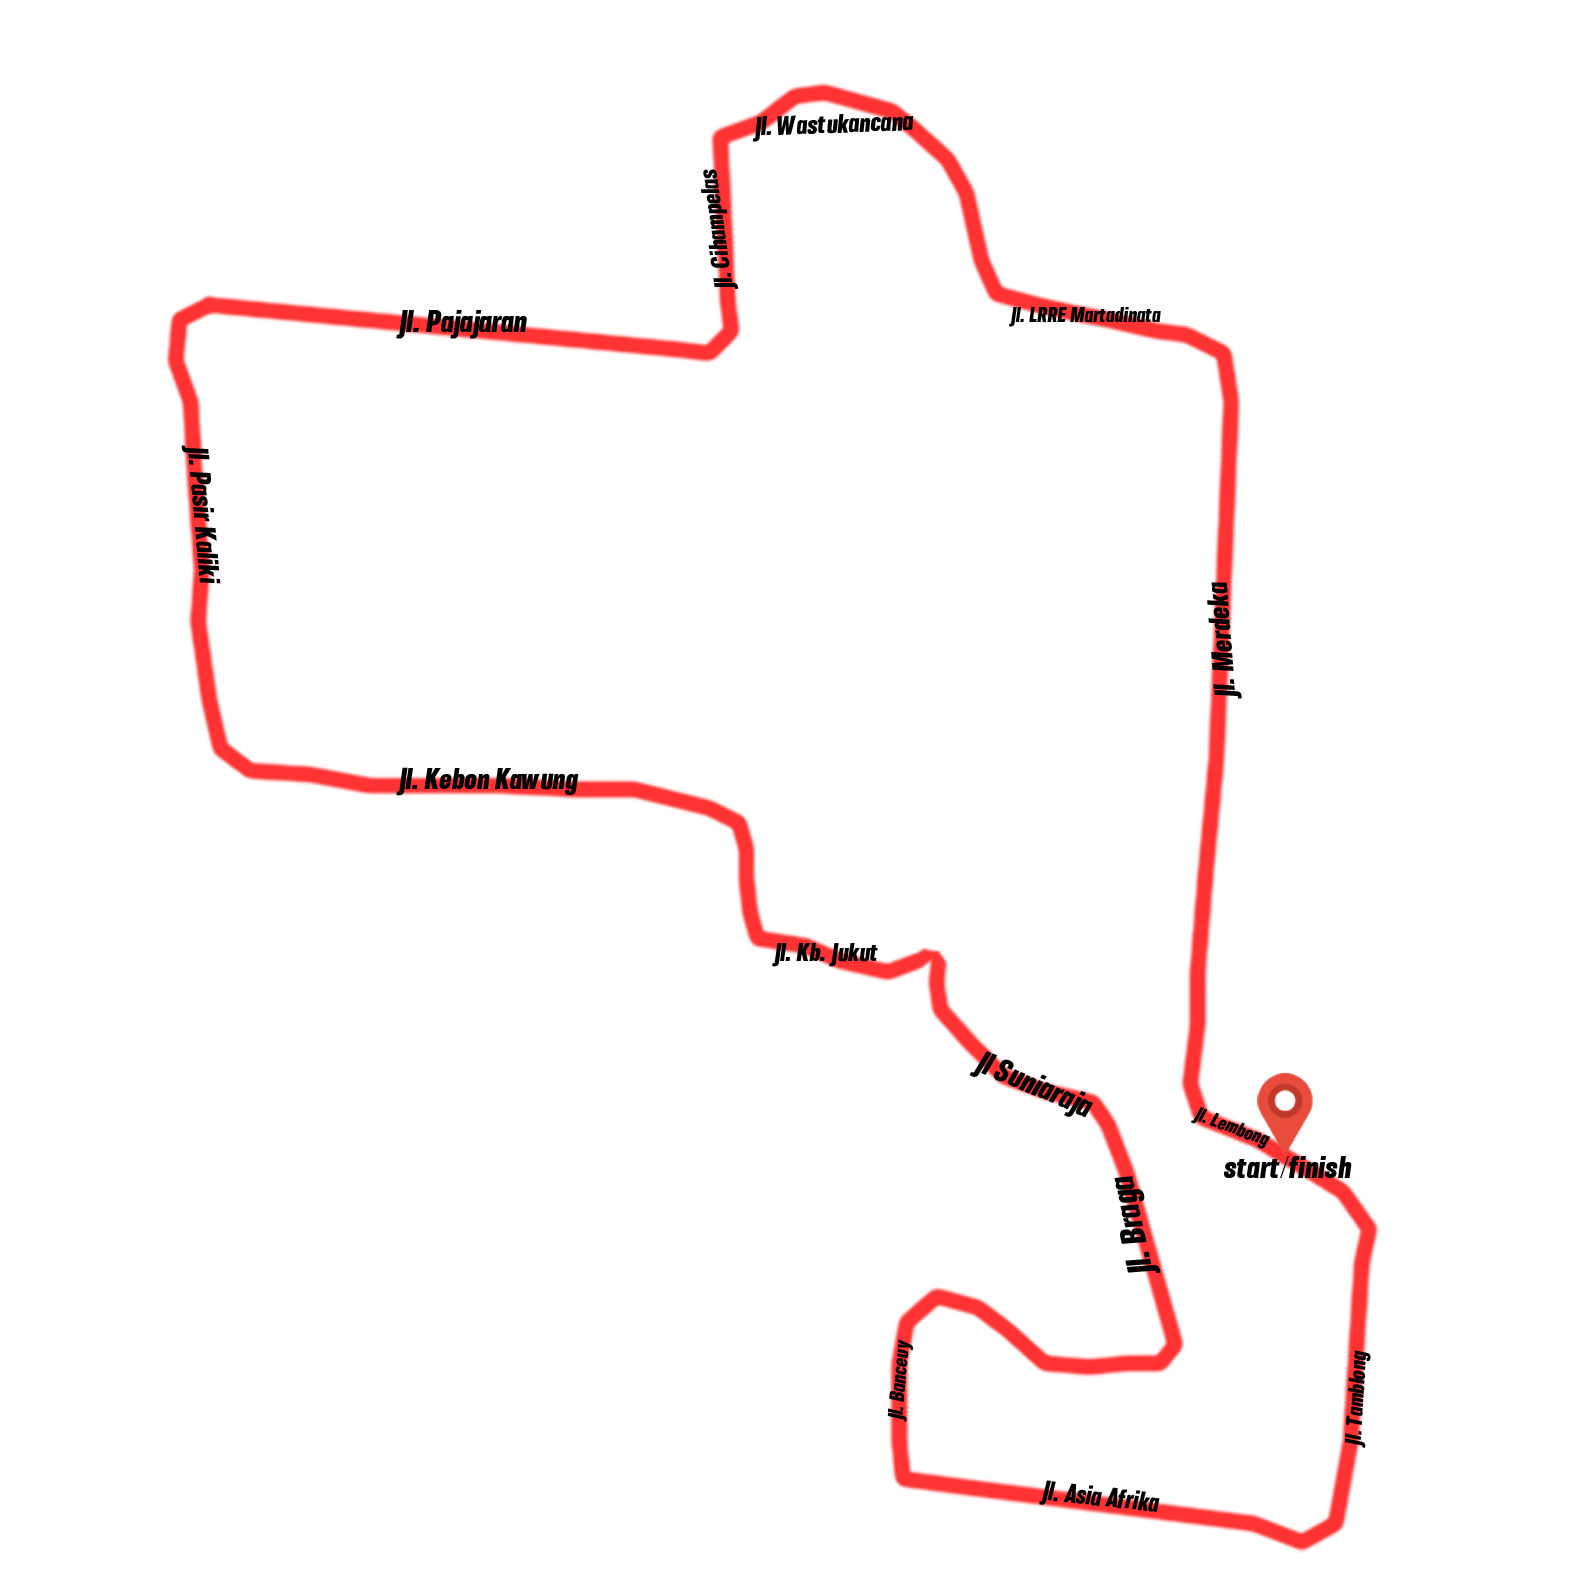 Jl. Wastukancana
Jl. Cihampelas
Jl. Pajajaran
Jl. LRRE Martadinata
Jl. Pasir Kaliki
Jl. Merdeka
Jl. Kebon Kawung
Jl. Kb. Jukut
Jl Suniaraja
Jl. Lembong
start/finish
Jl. Braga
Jl. Banceuy
Jl. Tamblong
Jl. Asia Afrika